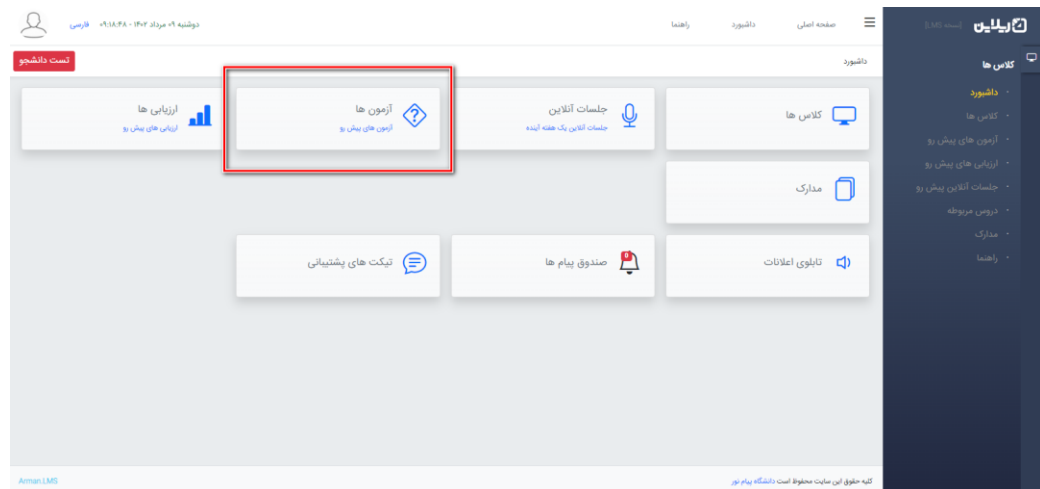 ریلاین [نسخه LMS]
صفحه اصلی
داشبورد
راهنما
دوشنبه ۰۹ مرداد ۱۴۰۲ - ۰۹:۱۸:۴۸
فارسی
کلاس ها
داشبورد
کلاس ها
آزمون های پیش رو
ارزیابی های پیش رو
جلسات آنلاین پیش رو
دروس مربوطه
مدارک
راهنما
داشبورد
تست دانشجو
کلاس ها
جلسات آنلاین
جلسات آنلاین یک هفته آینده
آزمون ها
آزمون های پیش رو
ارزیابی ها
ارزیابی های پیش رو
مدارک
تابلوی اعلانات
صندوق پیام ها
0
تیکت های پشتیبانی
کلیه حقوق این سایت محفوظ است دانشگاه پیام نور
Arman.LMS